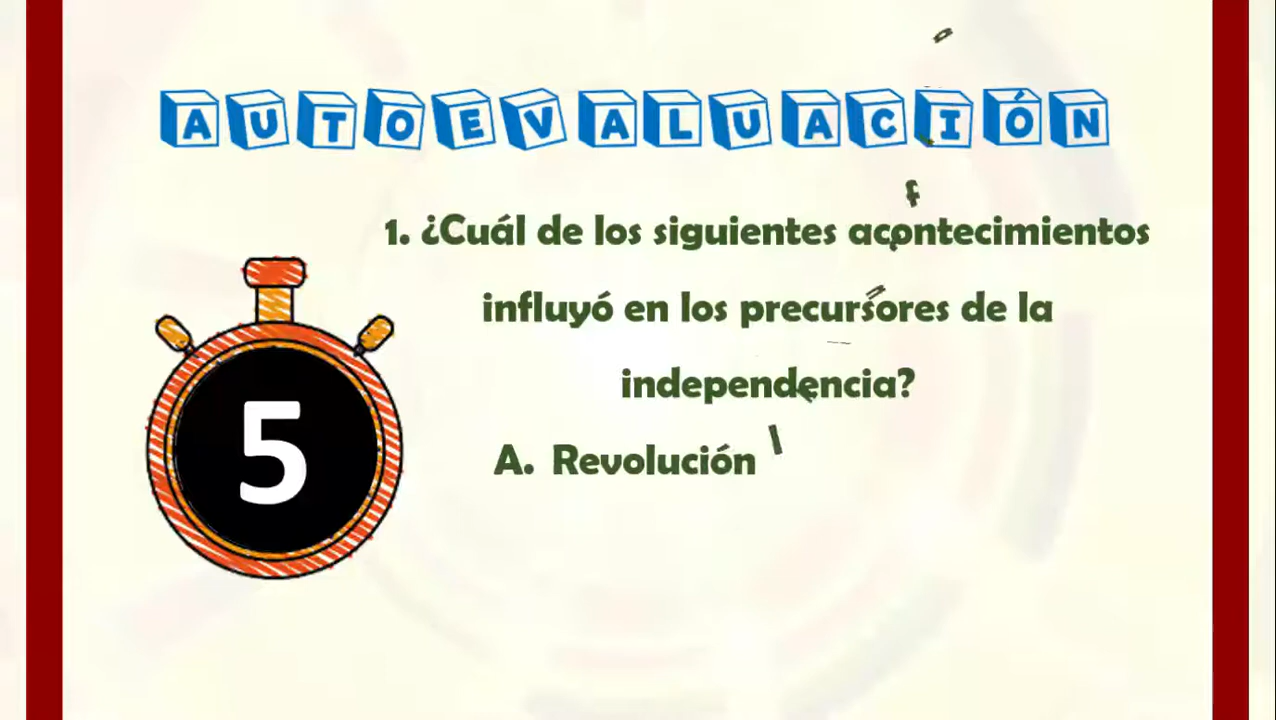 AUTOEVALUACIÓN
1. ¿Cuál de los siguientes acontecimientos
influyó en los precursores de la
independencia?
A. Revolución
5